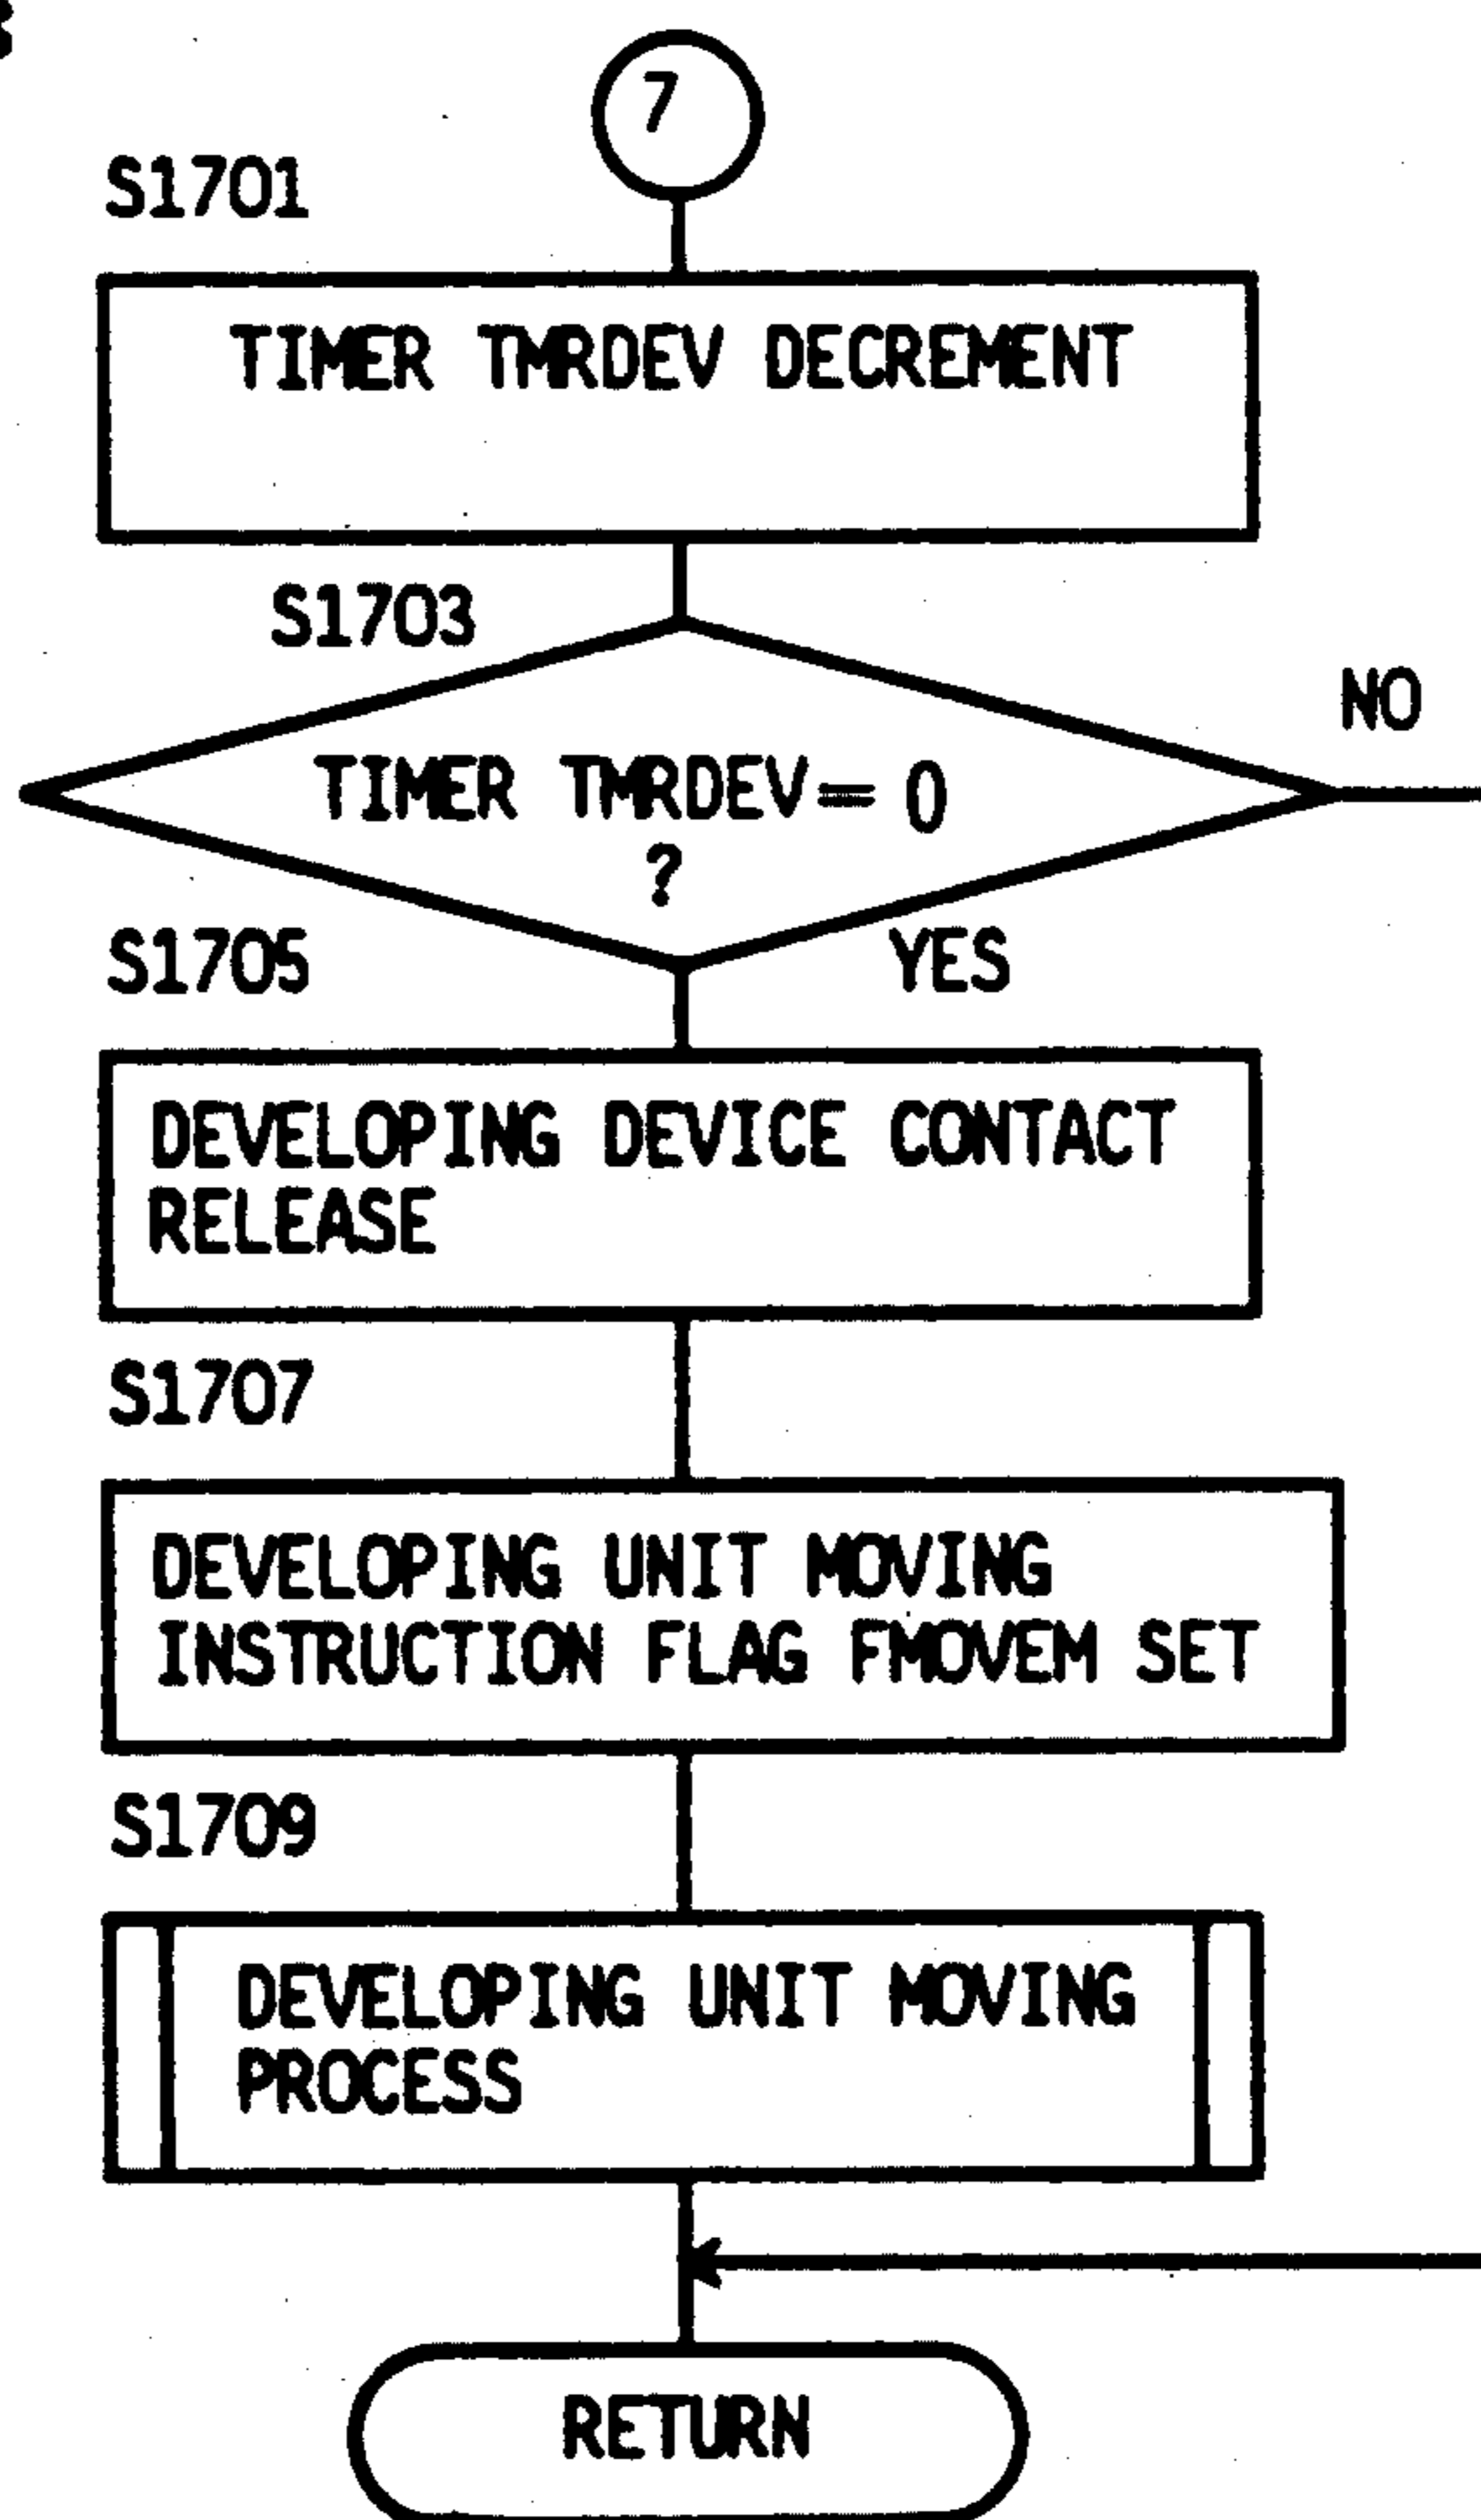 7
S1701
TIMER TMRDEV DECREMENT
S1703
NO
TIMER TMRDEV= 0
?
S1705
YES
DEVELOPING DEVICE CONTACT
RELEASE
S1707
DEVELOPING UNIT MOVING
INSTRUCTION FLAG FMOVEM SET
S1709
DEVELOPING UNIT MOVING
PROCESS
RETURN